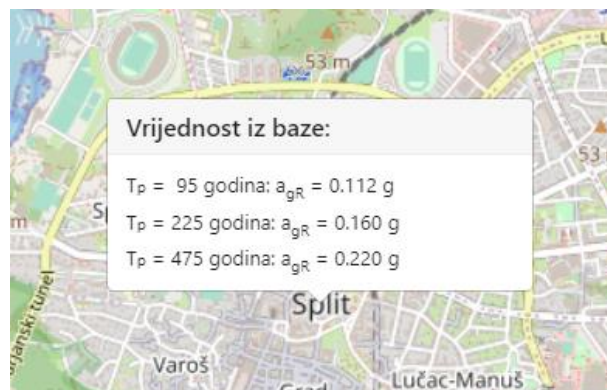 53 m
Vrijednost iz baze:
53
TP = 95 godina: agR = 0.112 g
TP = 225 godina: agR = 0.160 g
TP = 475 godina: agR = 0.220 g
m
Split
Varoš
Lučac-Manuš